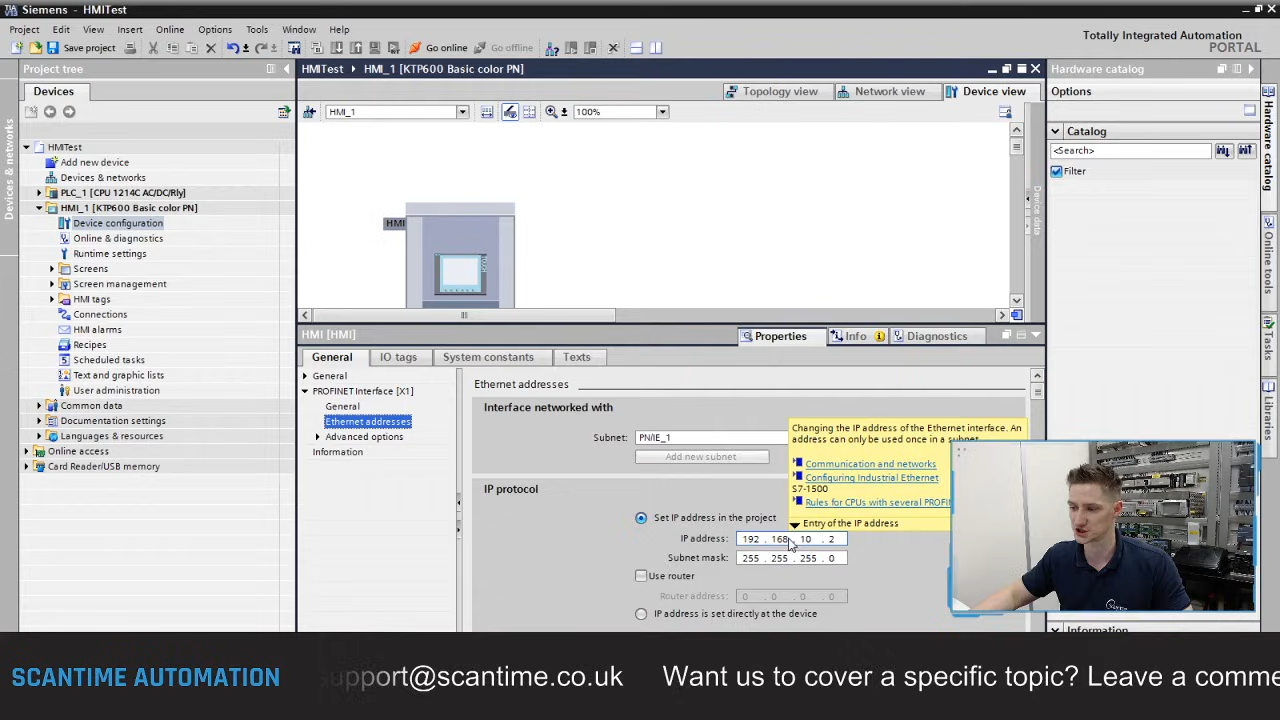 Siemens - HMITest
Project Edit View Insert Online Options Tools Window Help
Totally Integrated Automation
PORTAL
Save project Go online Go offline
Project tree
HMITest HMI_1 [KTP600 Basic color PN]
Hardware catalog
Devices
Topology view Network view Device view
Options
HMI_1 100%
Devices & networks
HMITest
Add new device
Devices & networks
PLC_1 [CPU 1214C AC/DC/Rly]
HMI_1 [KTP600 Basic color PN]
Device configuration
Online & diagnostics
Runtime settings
Screens
Screen management
HMI tags
Connections
HMI alarms
Recipes
Scheduled tasks
Text and graphic lists
User administration
Common data
Documentation settings
Languages & resources
Online access
Card Reader/USB memory
HMI
Device data
Catalog
<Search>
Filter
Hardware catalog
Online tools
Tasks
Libraries
HMI [HMI]
Properties Info Diagnostics
General IO tags System constants Texts
General
PROFINET Interface [X1]
General
Ethernet addresses
Advanced options
Information
Ethernet addresses
Interface networked with
Subnet: PN/IE_1
Add new subnet
IP protocol
Set IP address in the project
IP address: 192 . 168 . 10 . 2
Subnet mask: 255 . 255 . 255 . 0
Use router
Router address: 0 . 0 . 0 . 0
IP address is set directly at the device
Changing the IP address of the Ethernet interface. An
address can only be used once in a subnet.
Communication and networks
Configuring Industrial Ethernet
S7-1500
Rules for CPUs with several PROFIN
Entry of the IP address
Information
SCANTIME AUTOMATION
support@scantime.co.uk Want us to cover a specific topic? Leave a comme